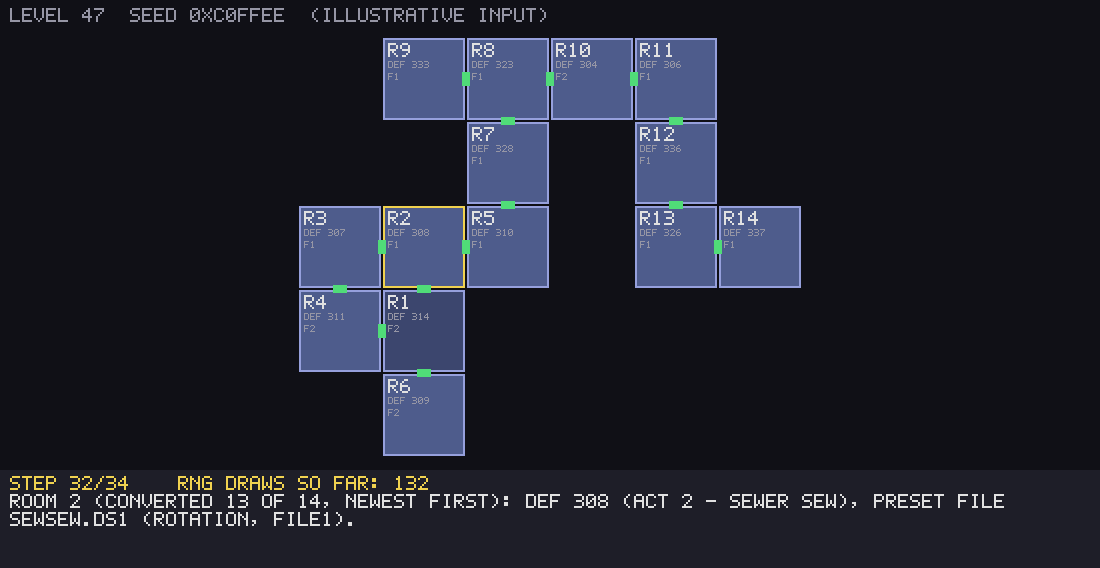 LEVEL 47  SEED 0XC0FFEE  (ILLUSTRATIVE INPUT)
R9 R8 R10 R11
DEF 333 DEF 323 DEF 304 DEF 306
F1 F1 F2 F1
R7 R12
DEF 328 DEF 336
F1 F1
R3 R2 R5 R13 R14
DEF 307 DEF 308 DEF 310 DEF 326 DEF 337
F1 F1 F1 F1 F1
R4 R1
DEF 311 DEF 314
F2 F2
R6
DEF 309
F2
STEP 32/34    RNG DRAWS SO FAR: 132
ROOM 2 (CONVERTED 13 OF 14, NEWEST FIRST): DEF 308 (ACT 2 - SEWER SEW), PRESET FILE
SEWSEW.DS1 (ROTATION, FILE1).